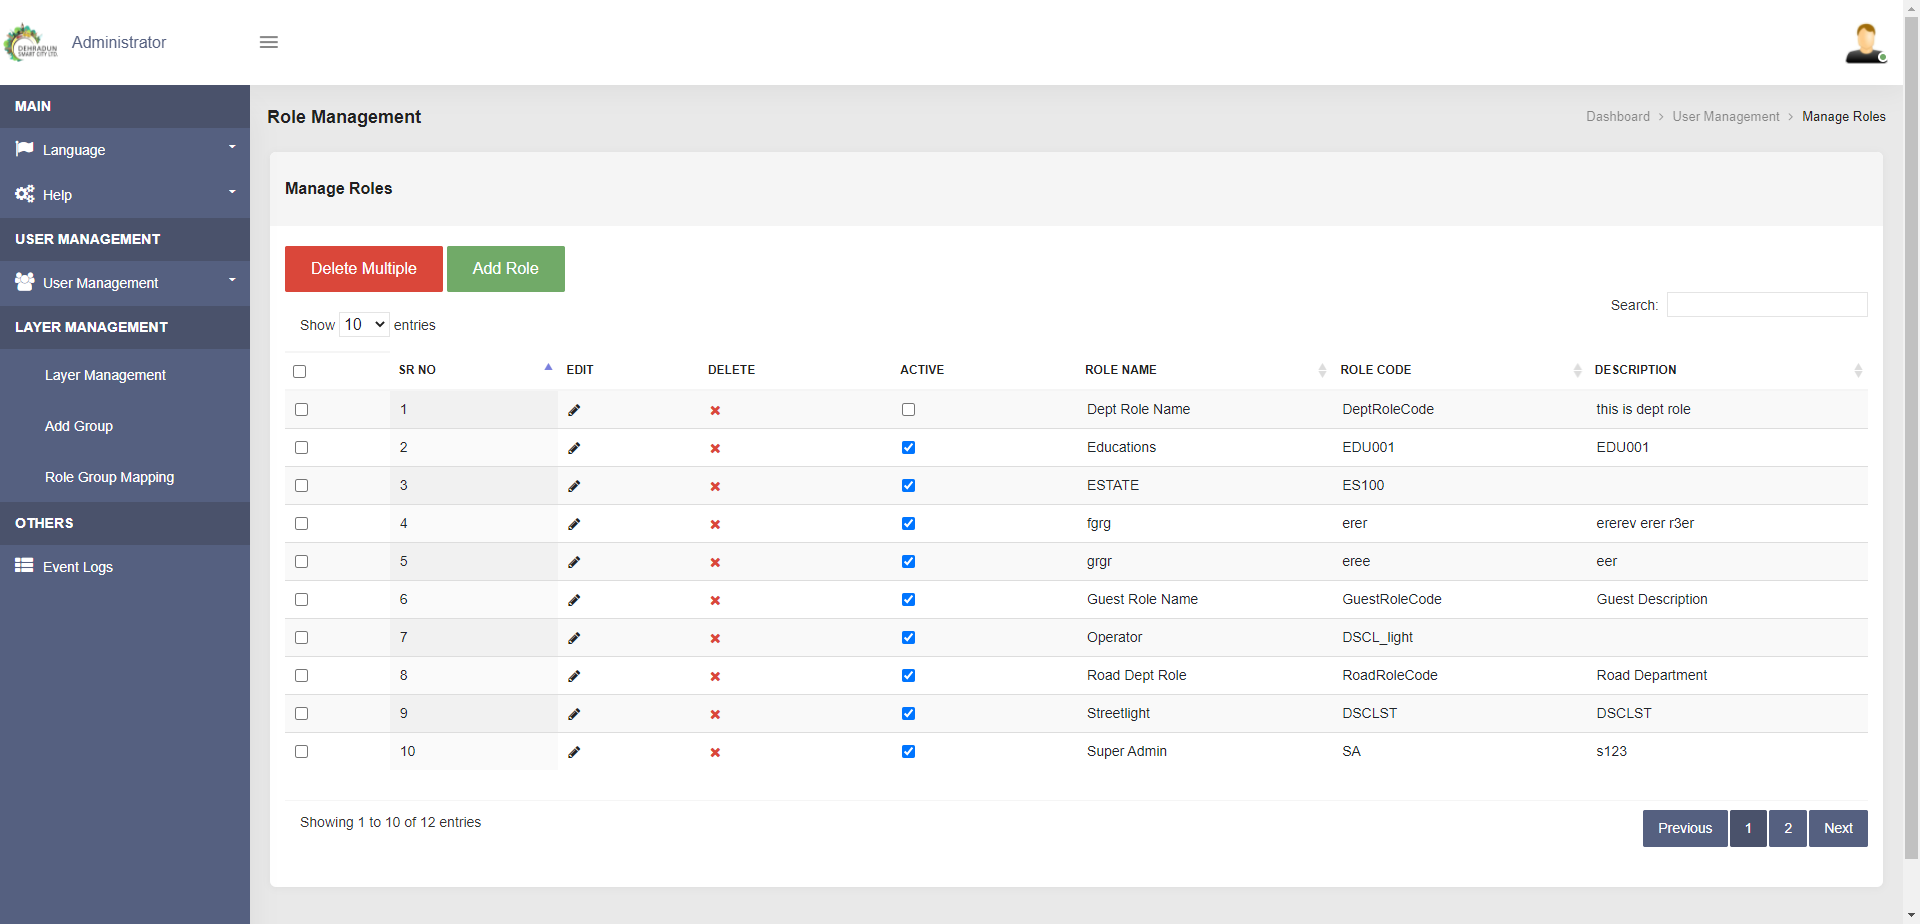 DEHRADUN
SMART CITY LTD.
Administrator
MAIN
Language
Help
USER MANAGEMENT
User Management
LAYER MANAGEMENT
Layer Management
Add Group
Role Group Mapping
OTHERS
Event Logs
Role Management
Dashboard > User Management > Manage Roles
Manage Roles
Delete Multiple Add Role
Show 10 entries
Search:
SR NO EDIT DELETE ACTIVE ROLE NAME ROLE CODE DESCRIPTION
1 Dept Role Name DeptRoleCode this is dept role
2 Educations EDU001 EDU001
3 ESTATE ES100
4 fgrg erer ererev erer r3er
5 grgr eree eer
6 Guest Role Name GuestRoleCode Guest Description
7 Operator DSCL_light
8 Road Dept Role RoadRoleCode Road Department
9 Streetlight DSCLST DSCLST
10 Super Admin SA s123
Showing 1 to 10 of 12 entries
Previous 1 2 Next